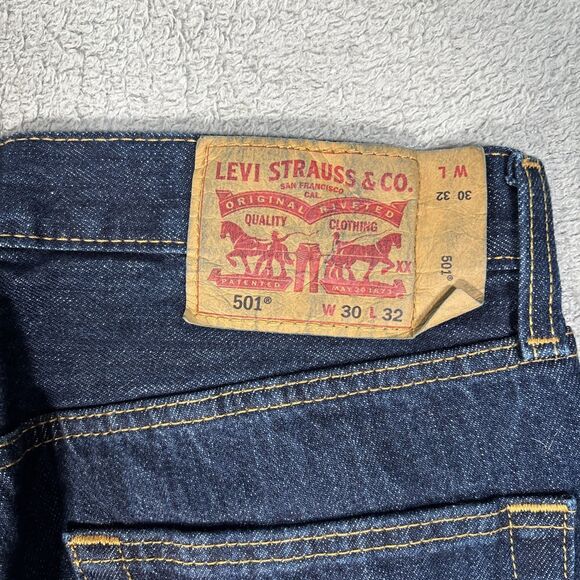 LEVI STRAUSS & CO.
SAN FRANCISCO
CAL.
ORIGINAL RIVETED
QUALITY CLOTHING
XX
PATENTED MAY 20 1873
501® W 30 L 32
W L
30 32
501®